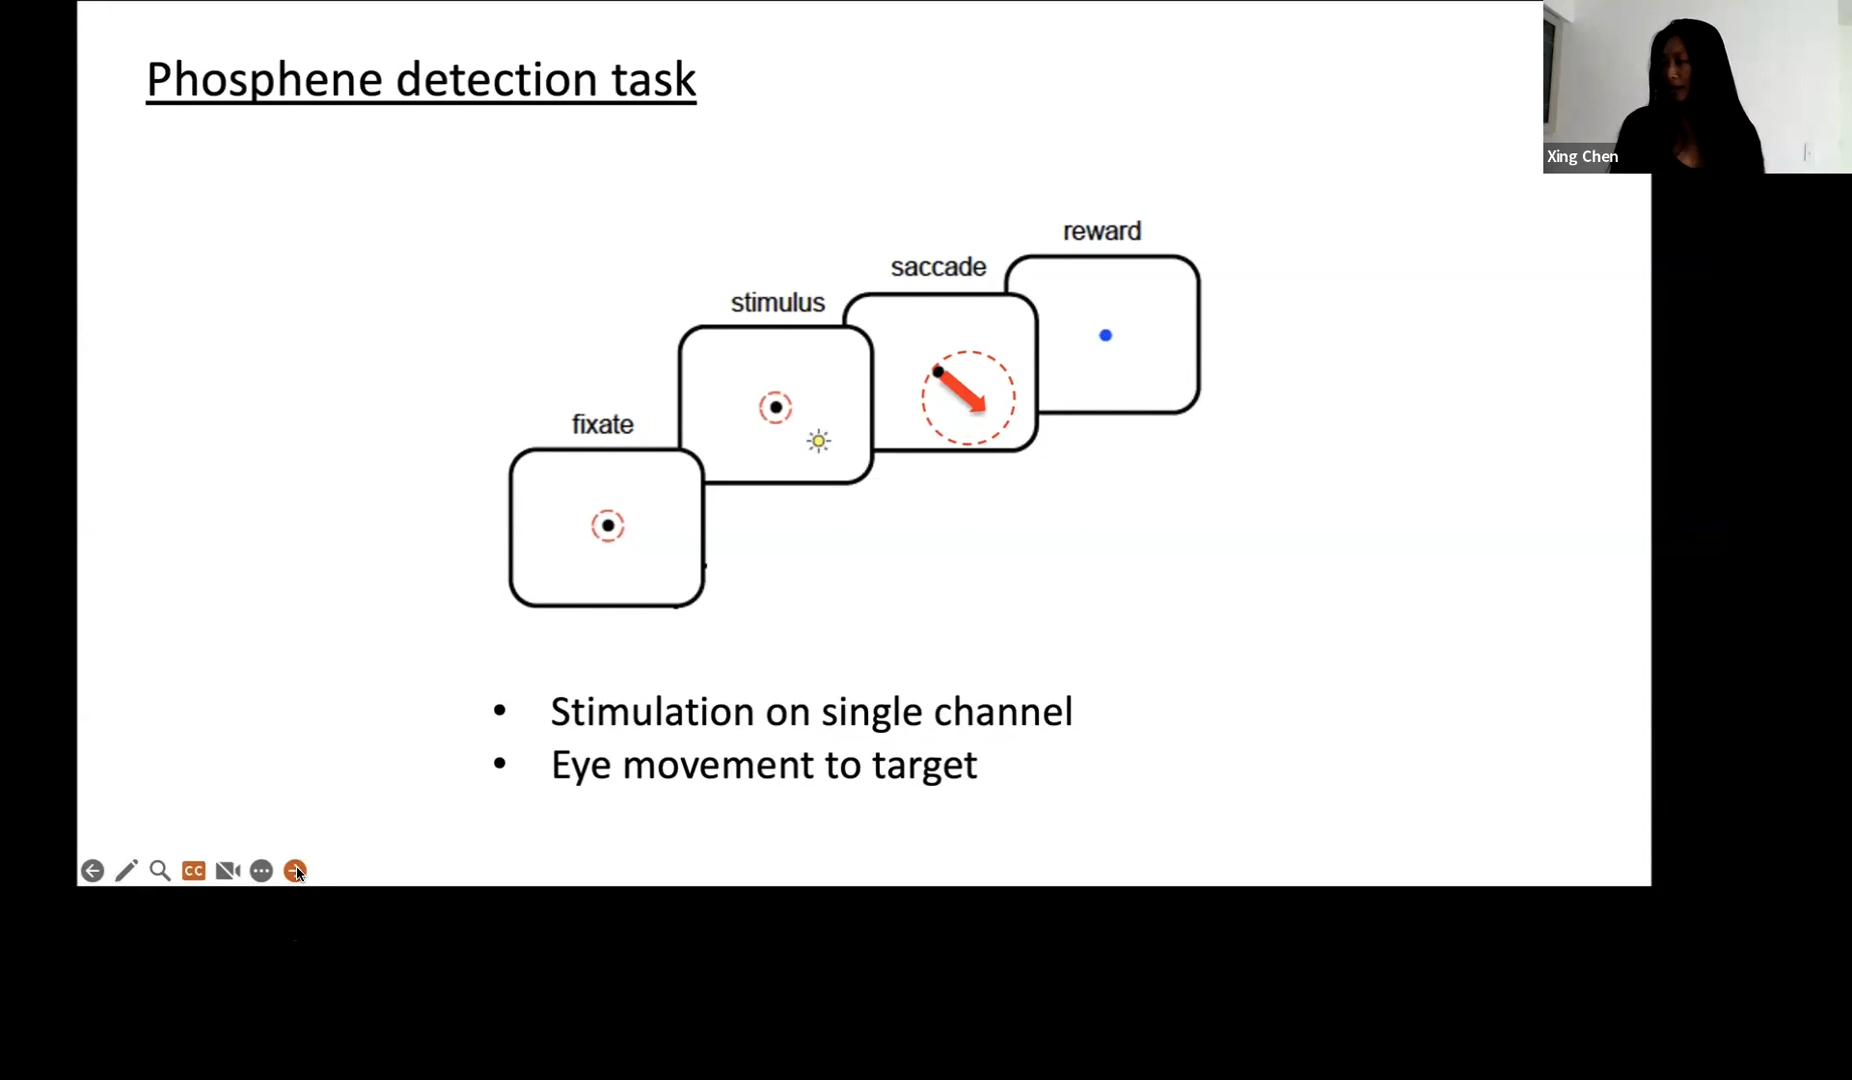 Phosphene detection task
Xing Chen
reward
saccade
stimulus
fixate
• Stimulation on single channel
• Eye movement to target
CC